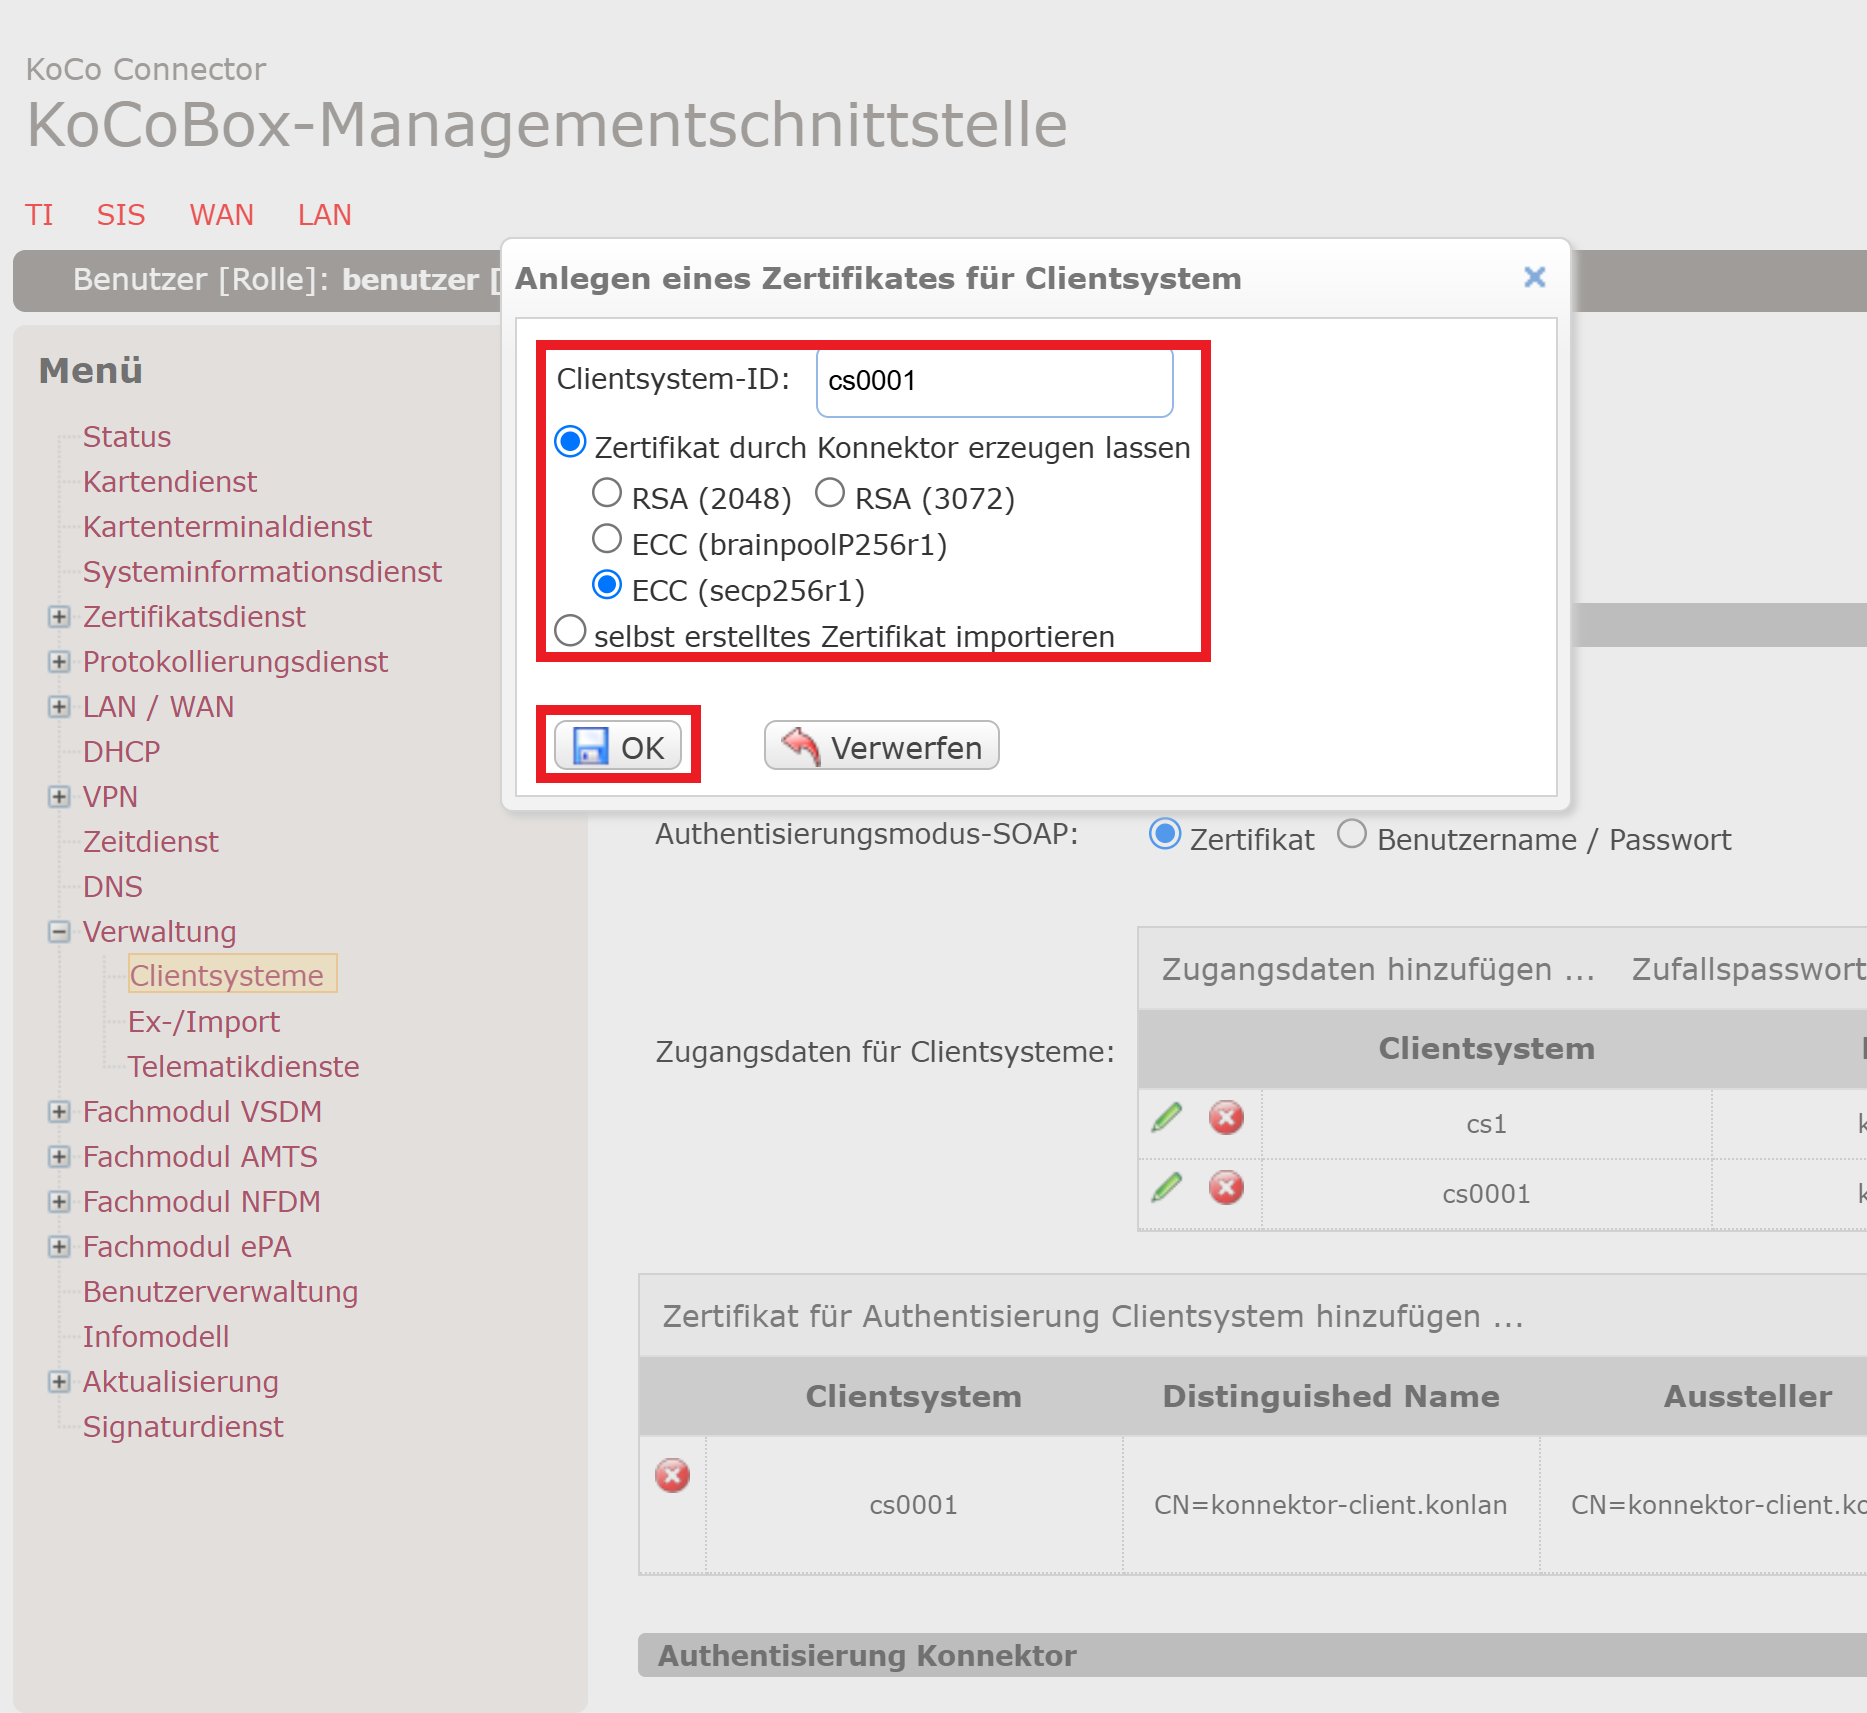 KoCo Connector
KoCoBox-Managementschnittstelle
TI SIS WAN LAN
Benutzer [Rolle]: benutzer [
Anlegen eines Zertifikates für Clientsystem
Clientsystem-ID: cs0001
Zertifikat durch Konnektor erzeugen lassen
RSA (2048) RSA (3072)
ECC (brainpoolP256r1)
ECC (secp256r1)
selbst erstelltes Zertifikat importieren
OK Verwerfen
Menü
Status
Kartendienst
Kartenterminaldienst
Systeminformationsdienst
Zertifikatsdienst
Protokollierungsdienst
LAN / WAN
DHCP
VPN
Zeitdienst
DNS
Verwaltung
Clientsysteme
Ex-/Import
Telematikdienste
Fachmodul VSDM
Fachmodul AMTS
Fachmodul NFDM
Fachmodul ePA
Benutzerverwaltung
Infomodell
Aktualisierung
Signaturdienst
Authentisierungsmodus-SOAP: Zertifikat Benutzername / Passwort
Zugangsdaten hinzufügen ... Zufallspasswort
Zugangsdaten für Clientsysteme:
Clientsystem
cs1
cs0001
Zertifikat für Authentisierung Clientsystem hinzufügen ...
Clientsystem Distinguished Name Aussteller
cs0001 CN=konnektor-client.konlan CN=konnektor-client.ko
Authentisierung Konnektor